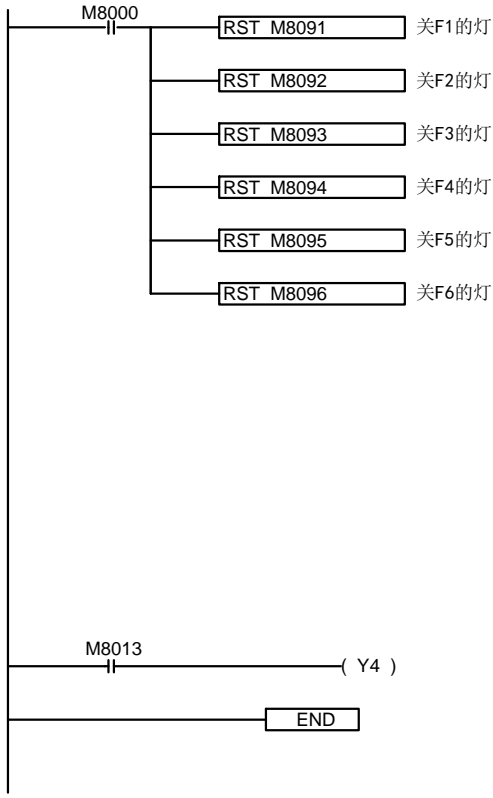 M8000
RST M8091 关F1的灯
RST M8092 关F2的灯
RST M8093 关F3的灯
RST M8094 关F4的灯
RST M8095 关F5的灯
RST M8096 关F6的灯
M8013
( Y4 )
END